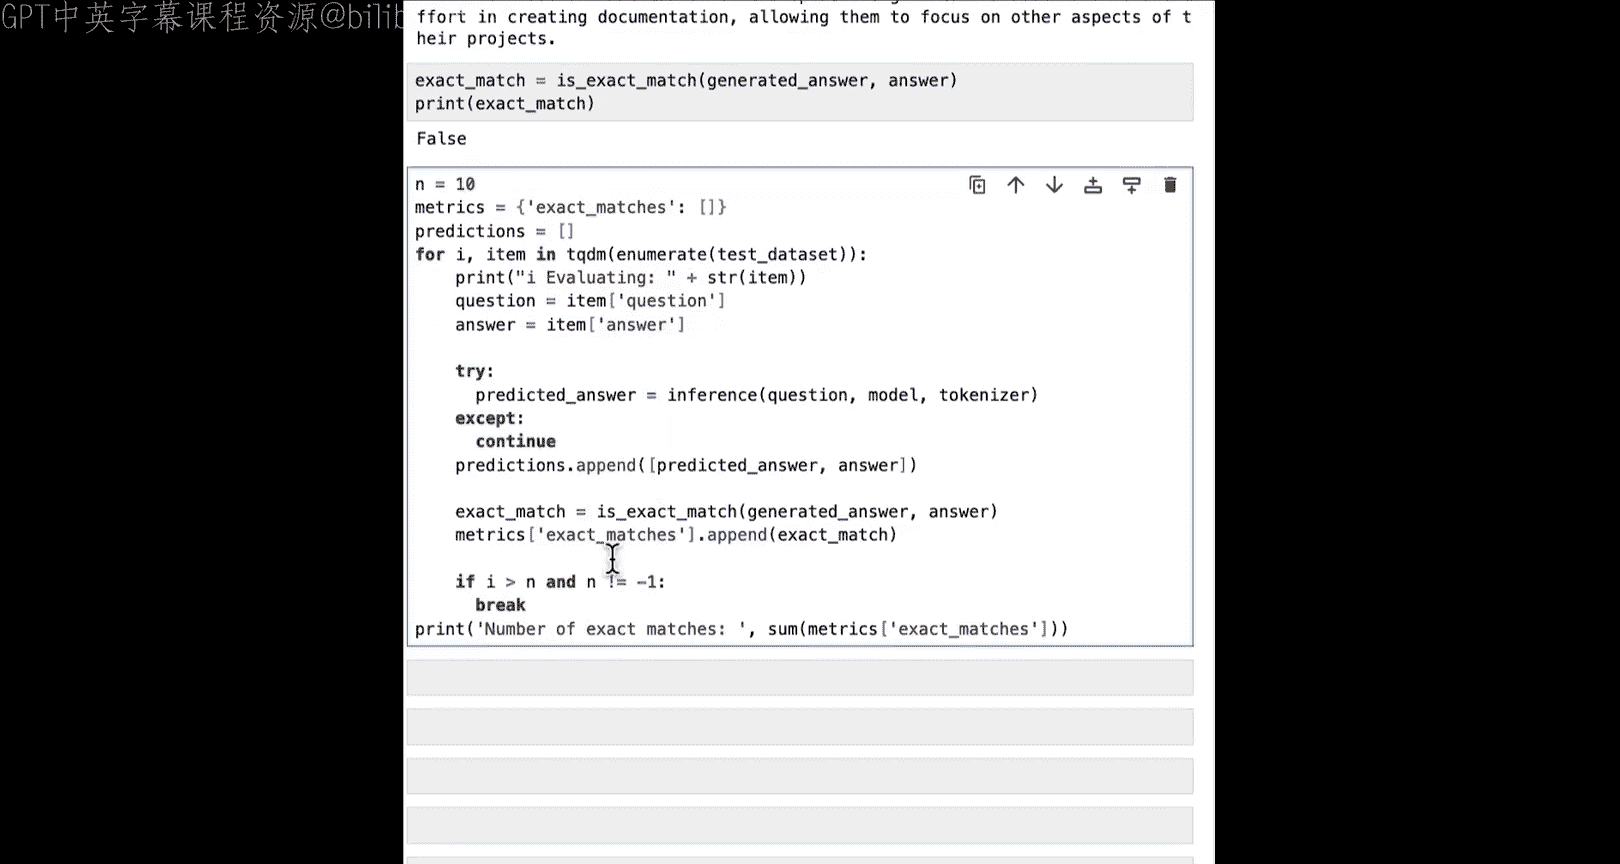 GPT中英字幕课程资源@bilib
ffort in creating documentation, allowing them to focus on other aspects of t
heir projects.
exact_match = is_exact_match(generated_answer, answer)
print(exact_match)
False
n = 10
metrics = {'exact_matches': []}
predictions = []
for i, item in tqdm(enumerate(test_dataset)):
    print("i Evaluating: " + str(item))
    question = item['question']
    answer = item['answer']
    try:
      predicted_answer = inference(question, model, tokenizer)
    except:
      continue
    predictions.append([predicted_answer, answer])
    exact_match = is_exact_match(generated_answer, answer)
    metrics['exact_matches'].append(exact_match)
    if i > n and n != -1:
      break
print('Number of exact matches: ', sum(metrics['exact_matches']))